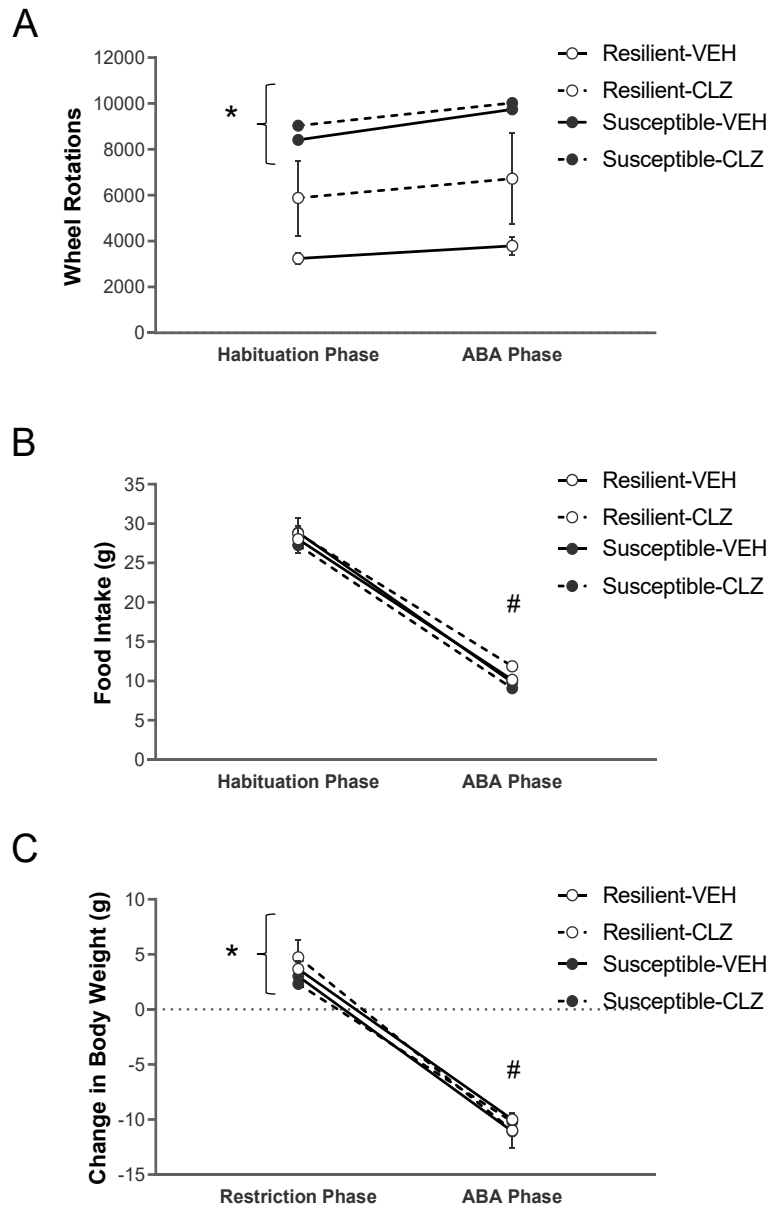 A
12000
10000
8000
6000
4000
2000
0
Wheel Rotations
*
Habituation Phase
ABA Phase
Resilient-VEH
Resilient-CLZ
Susceptible-VEH
Susceptible-CLZ
B
35
30
25
20
15
10
5
0
Food Intake (g)
#
Habituation Phase
ABA Phase
Resilient-VEH
Resilient-CLZ
Susceptible-VEH
Susceptible-CLZ
C
10
5
0
-5
-10
-15
Change in Body Weight (g)
*
#
Restriction Phase
ABA Phase
Resilient-VEH
Resilient-CLZ
Susceptible-VEH
Susceptible-CLZ